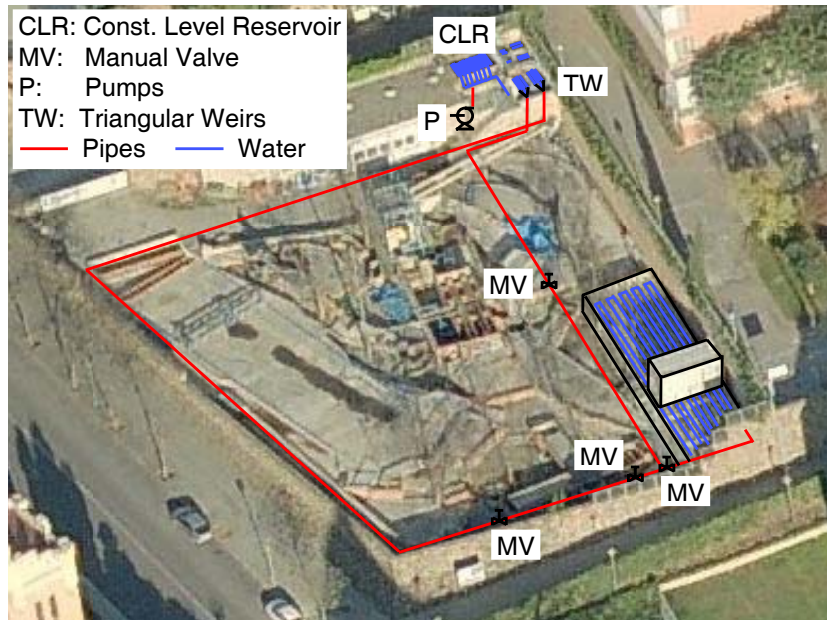 CLR: Const. Level Reservoir
MV: Manual Valve
P: Pumps
TW: Triangular Weirs
Pipes Water
CLR
TW
P
MV
MV
MV
MV